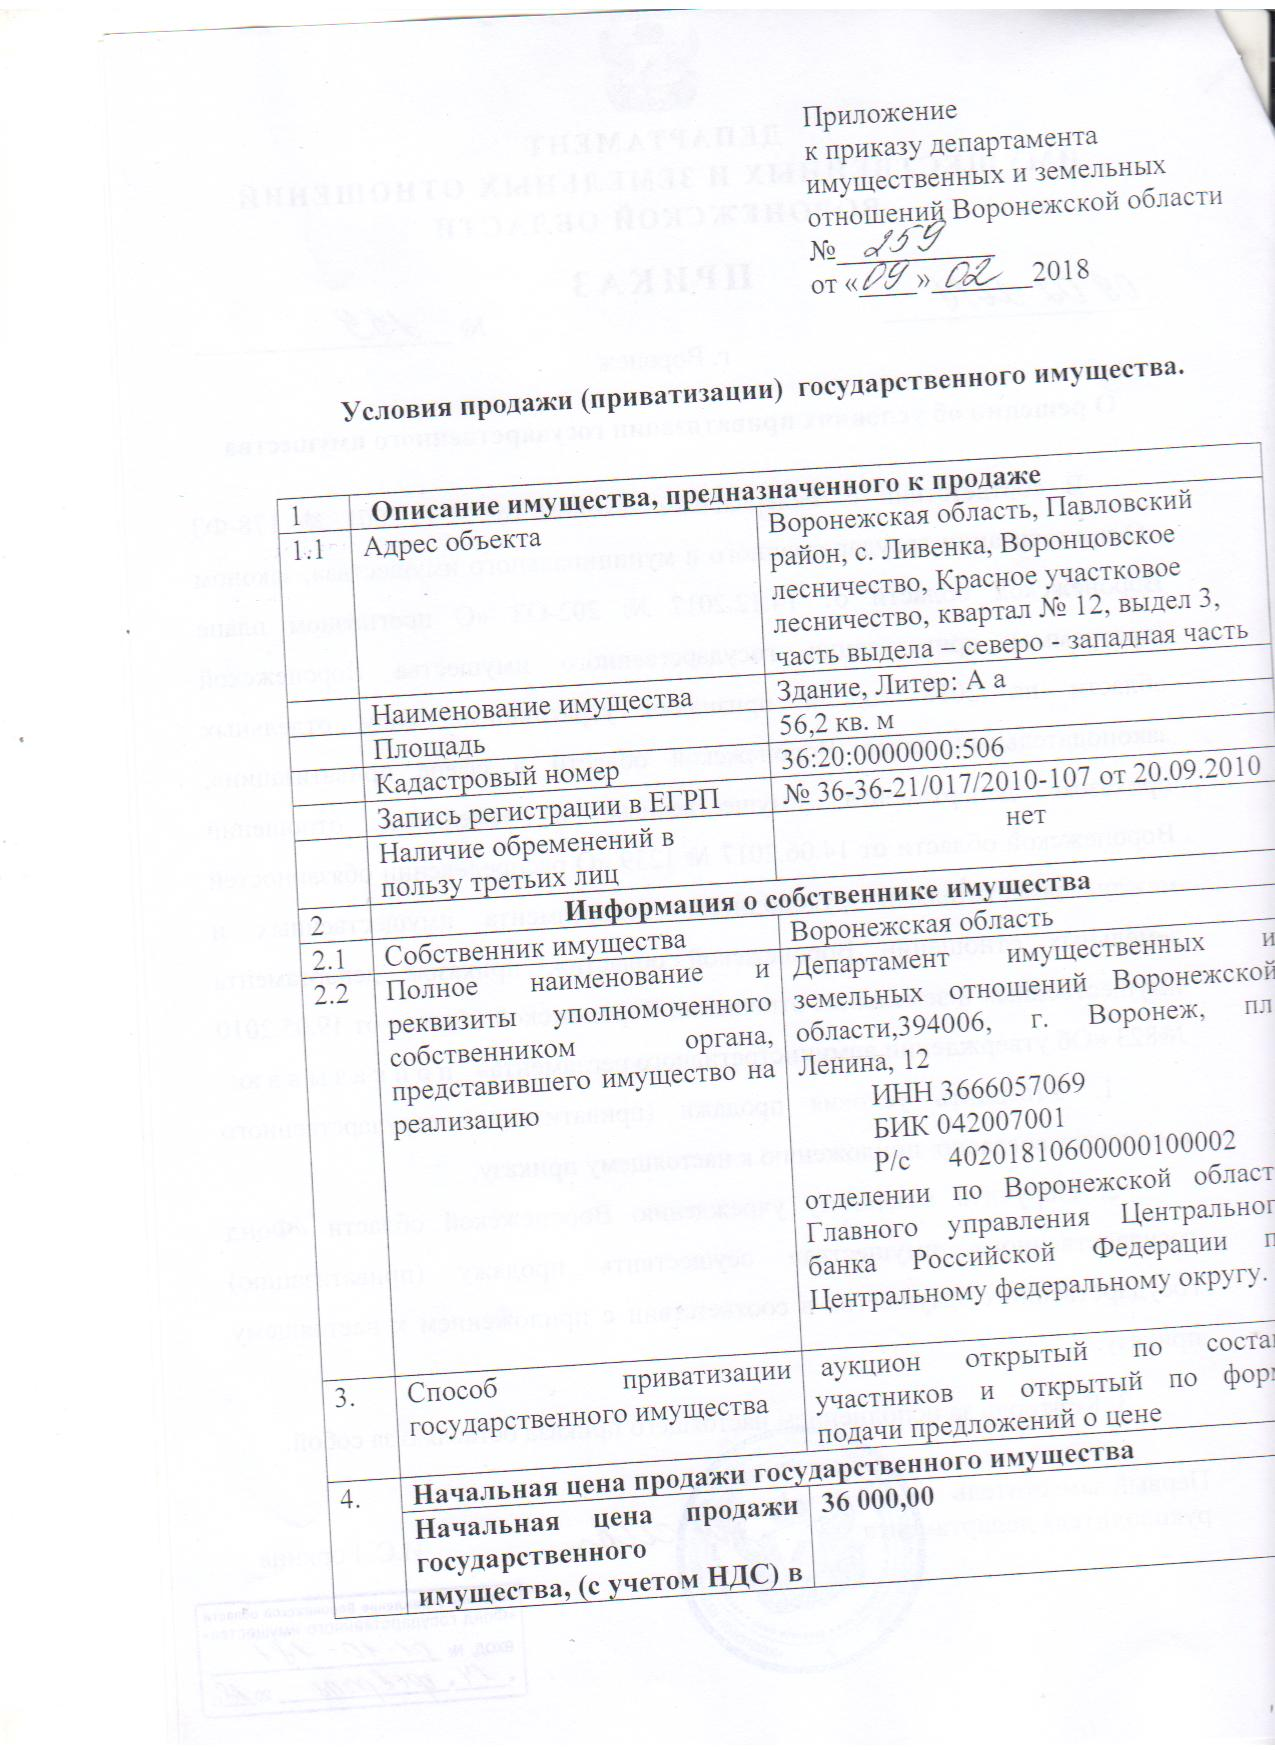 Приложение
к приказу департамента
имущественных и земельных
отношений Воронежской области
№ 259
от «09» 02 2018
Условия продажи (приватизации) государственного имущества.
1 Описание имущества, предназначенного к продаже
1.1 Адрес объекта
Воронежская область, Павловский
район, с. Ливенка, Воронцовское
лесничество, Красное участковое
лесничество, квартал № 12, выдел 3,
часть выдела – северо - западная часть
Наименование имущества
Здание, Литер: А а
Площадь
56,2 кв. м
Кадастровый номер
36:20:0000000:506
Запись регистрации в ЕГРП
№ 36-36-21/017/2010-107 от 20.09.2010
Наличие обременений в
пользу третьих лиц
нет
2 Информация о собственнике имущества
2.1 Собственник имущества
Воронежская область
2.2 Полное наименование и
реквизиты уполномоченного
собственником органа,
представившего имущество на
реализацию
Департамент имущественных и
земельных отношений Воронежской
области,394006, г. Воронеж, пл
Ленина, 12
ИНН 3666057069
БИК 042007001
Р/с 40201810600000100002
отделении по Воронежской област
Главного управления Центральног
банка Российской Федерации п
Центральному федеральному округу.
3. Способ приватизации
государственного имущества
аукцион открытый по состав
участников и открытый по форм
подачи предложений о цене
4. Начальная цена продажи государственного имущества
Начальная цена продажи
государственного
имущества, (с учетом НДС) в
36 000,00